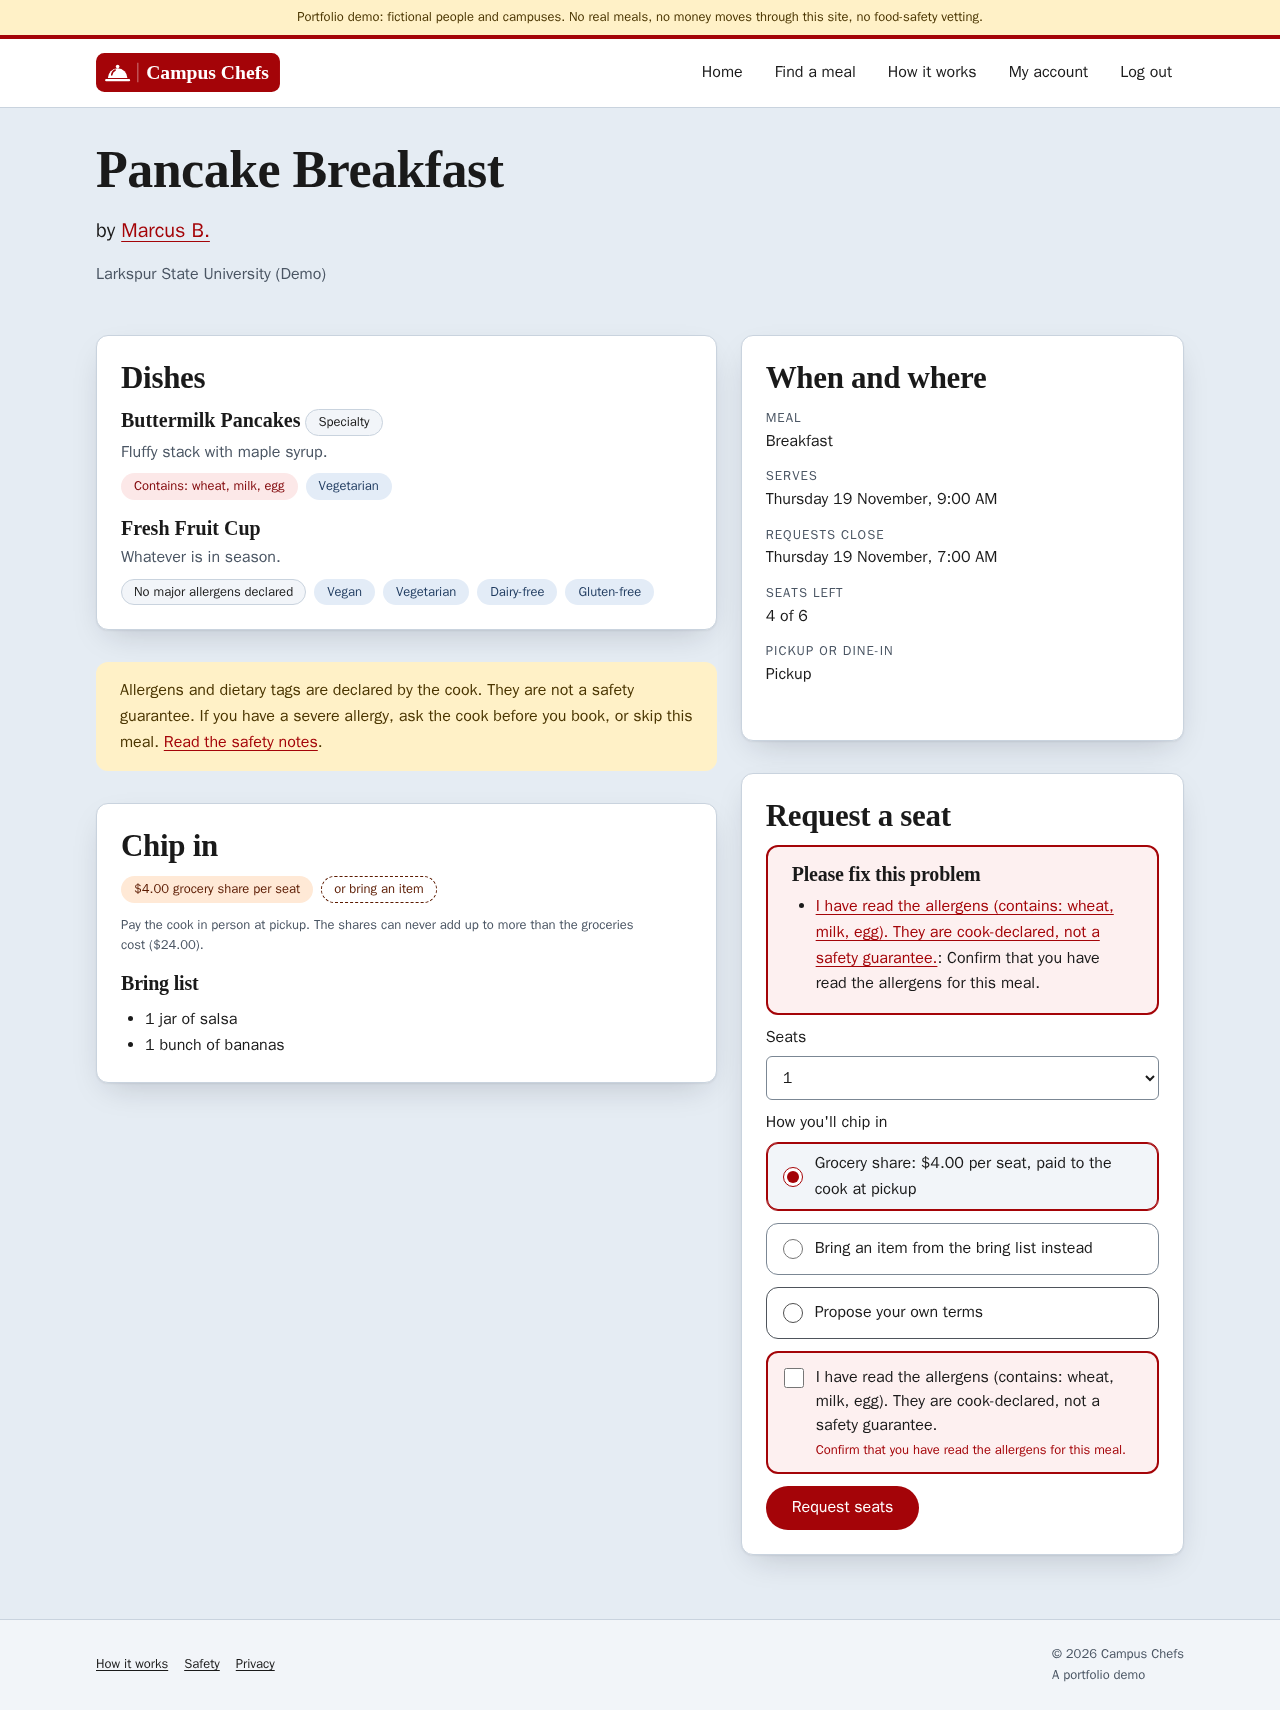 Portfolio demo: fictional people and campuses. No real meals, no money moves through this site, no food-safety vetting.
Campus Chefs
Home
Find a meal
How it works
My account
Log out
Pancake Breakfast
by Marcus B.
Larkspur State University (Demo)
Dishes
Buttermilk Pancakes Specialty
Fluffy stack with maple syrup.
Contains: wheat, milk, egg
Vegetarian
Fresh Fruit Cup
Whatever is in season.
No major allergens declared
Vegan
Vegetarian
Dairy-free
Gluten-free
Allergens and dietary tags are declared by the cook. They are not a safety
guarantee. If you have a severe allergy, ask the cook before you book, or skip this
meal. Read the safety notes.
Chip in
$4.00 grocery share per seat
or bring an item
Pay the cook in person at pickup. The shares can never add up to more than the groceries
cost ($24.00).
Bring list
1 jar of salsa
1 bunch of bananas
When and where
MEAL
Breakfast
SERVES
Thursday 19 November, 9:00 AM
REQUESTS CLOSE
Thursday 19 November, 7:00 AM
SEATS LEFT
4 of 6
PICKUP OR DINE-IN
Pickup
Request a seat
Please fix this problem
I have read the allergens (contains: wheat,
milk, egg). They are cook-declared, not a
safety guarantee.: Confirm that you have
read the allergens for this meal.
Seats
1
How you'll chip in
Grocery share: $4.00 per seat, paid to the
cook at pickup
Bring an item from the bring list instead
Propose your own terms
I have read the allergens (contains: wheat,
milk, egg). They are cook-declared, not a
safety guarantee.
Confirm that you have read the allergens for this meal.
Request seats
How it works
Safety
Privacy
© 2026 Campus Chefs
A portfolio demo